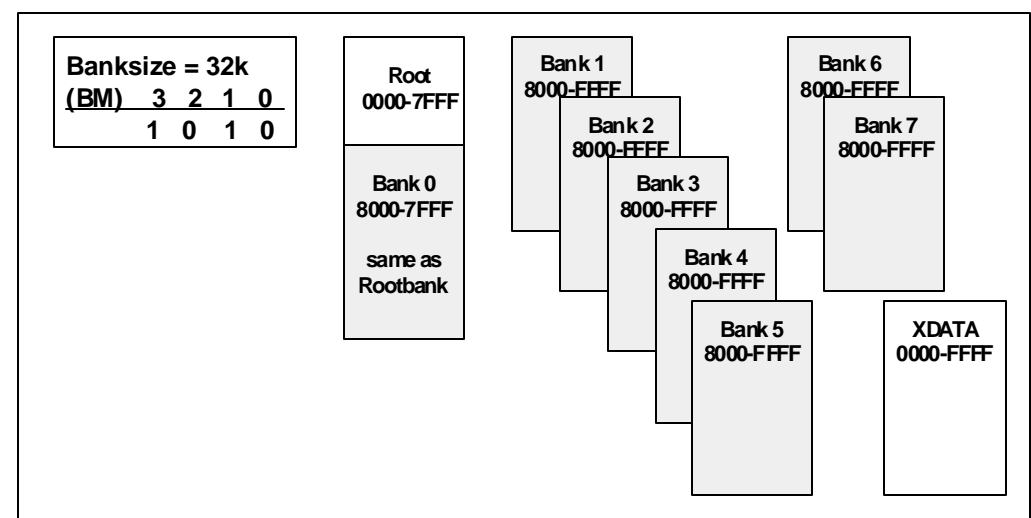 Banksize = 32k
(BM) 3 2 1 0
1 0 1 0
Root
0000-7FFF
Bank 0
8000-7FFF
same as
Rootbank
Bank 1
8000-FFFF
Bank 2
8000-FFFF
Bank 3
8000-FFFF
Bank 4
8000-FFFF
Bank 5
8000-FFFF
Bank 6
8000-FFFF
Bank 7
8000-FFFF
XDATA
0000-FFFF